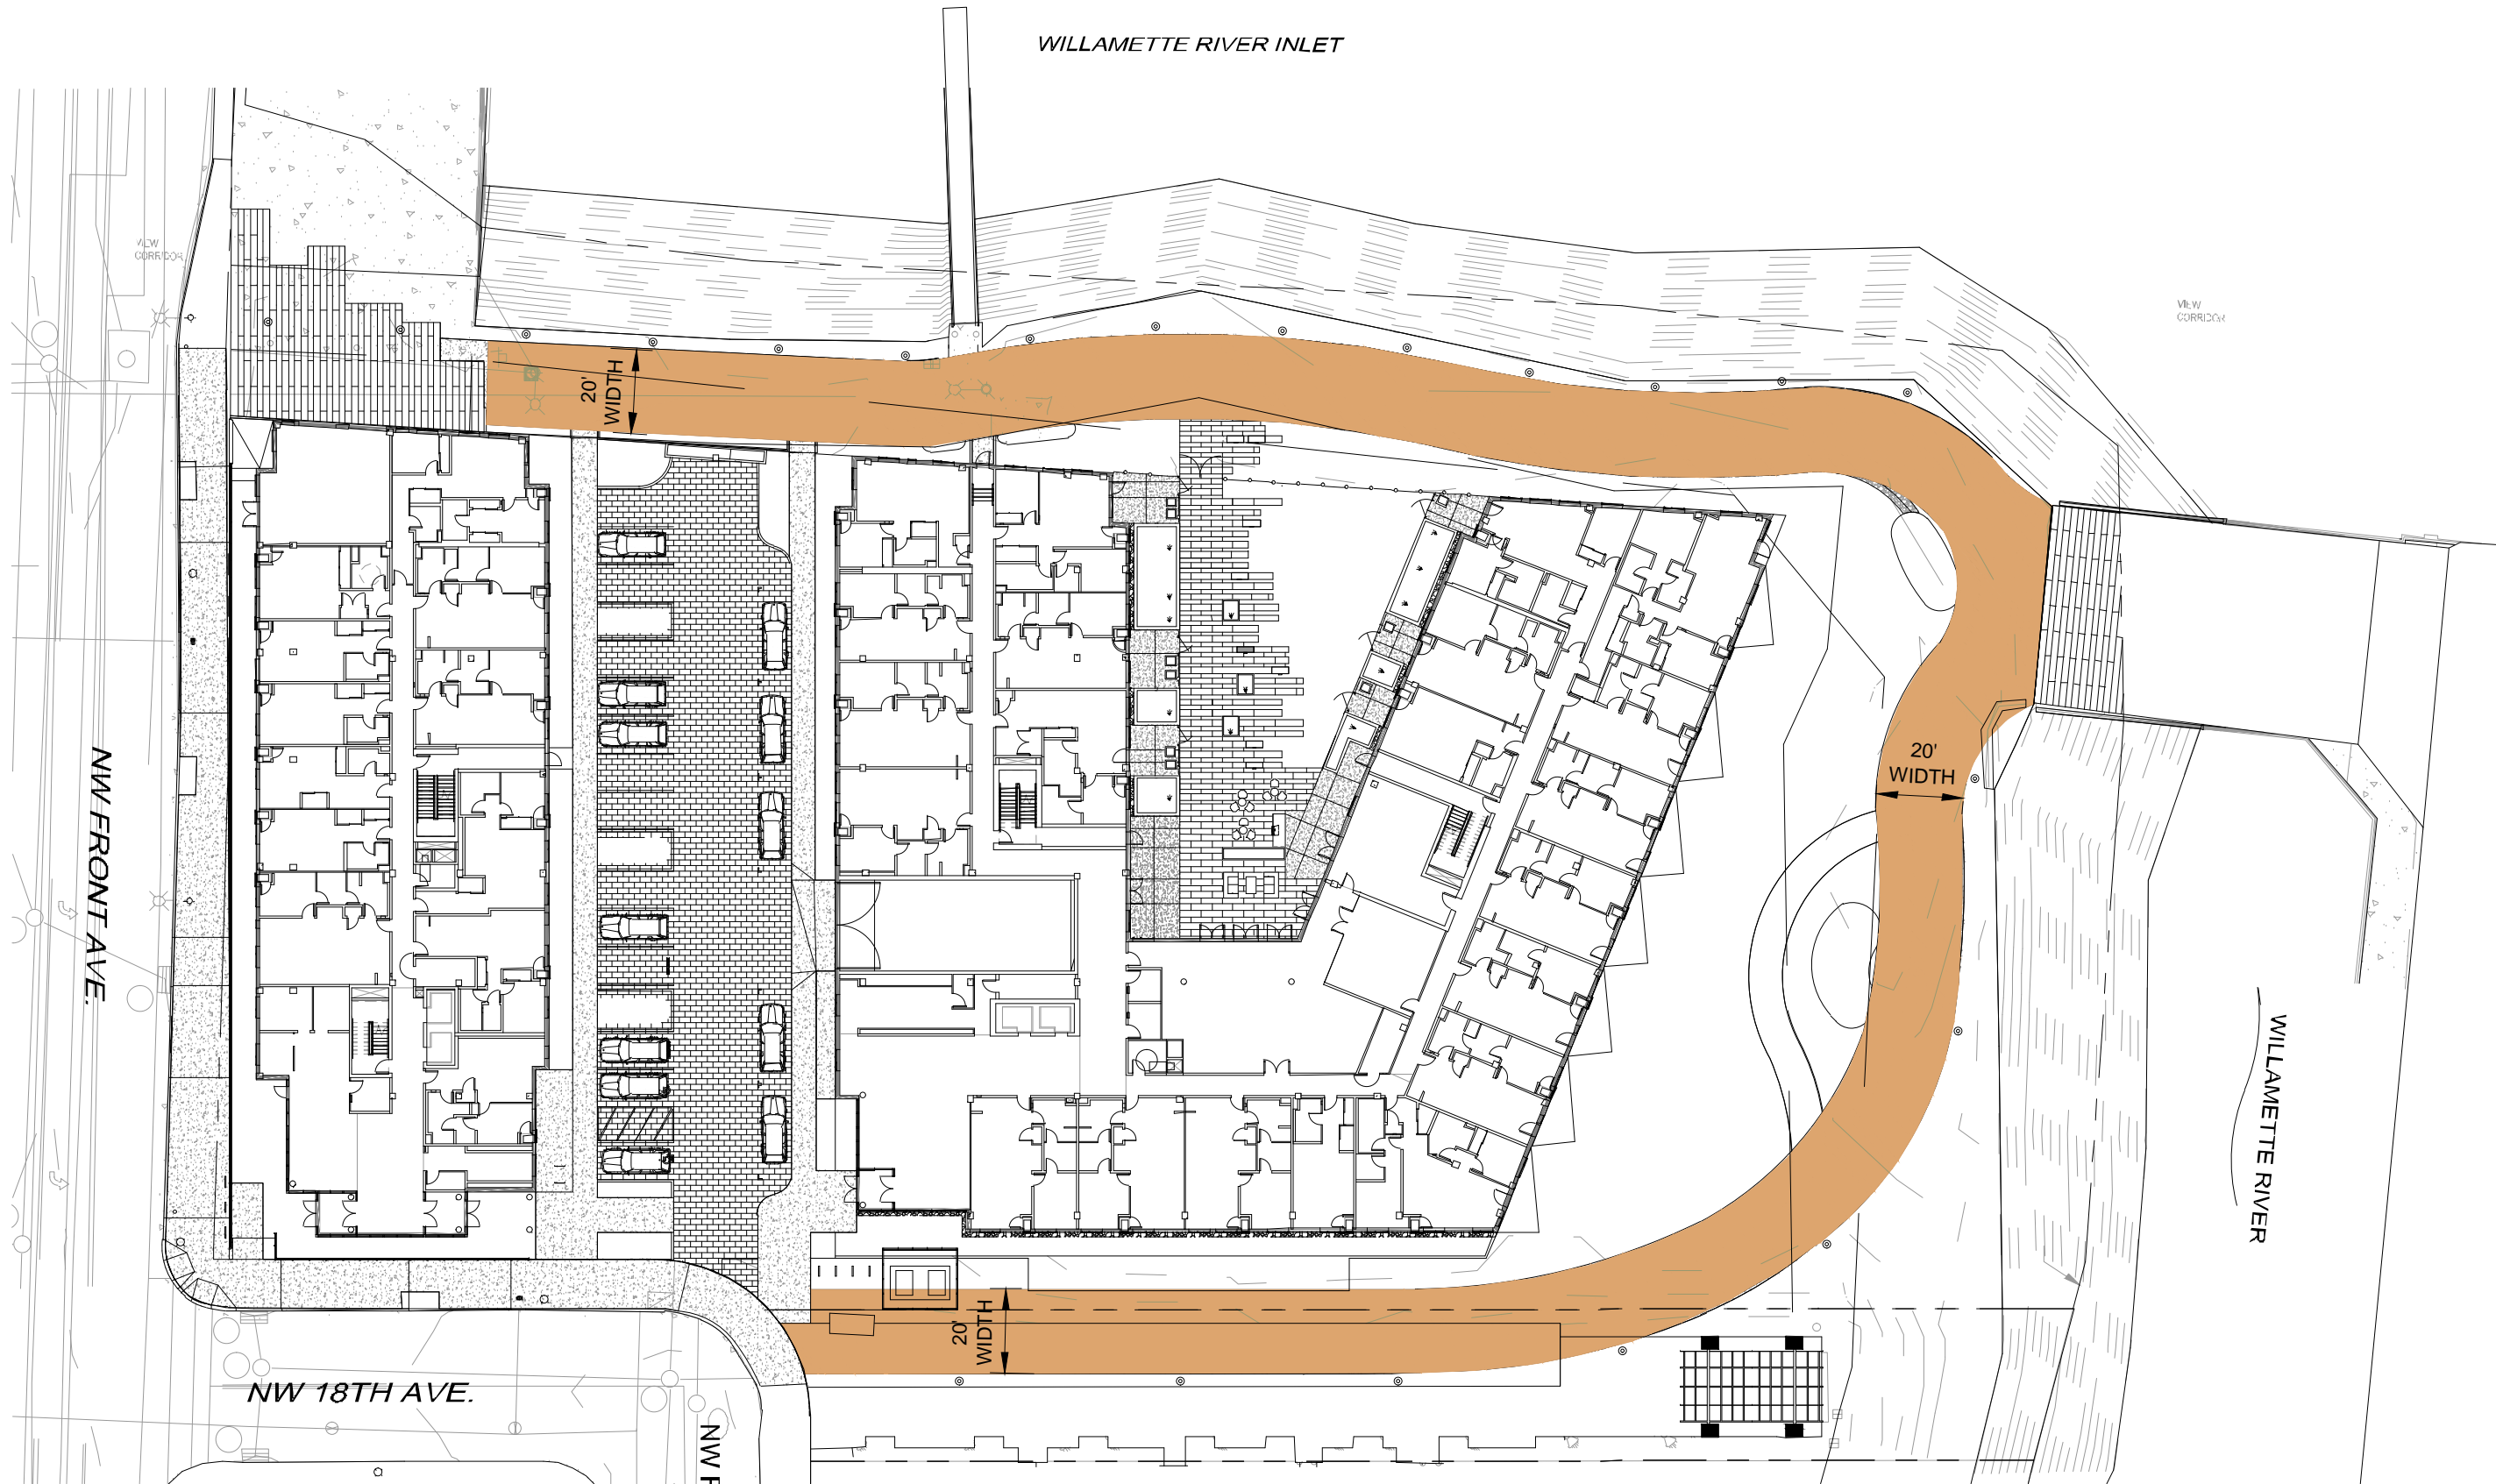 WILLAMETTE RIVER INLET
VIEW
CORRIDOR
VIEW
CORRIDOR
20'
WIDTH
20'
WIDTH
NW FRONT AVE.
WILLAMETTE RIVER
20'
WIDTH
NW 18TH AVE.
NW